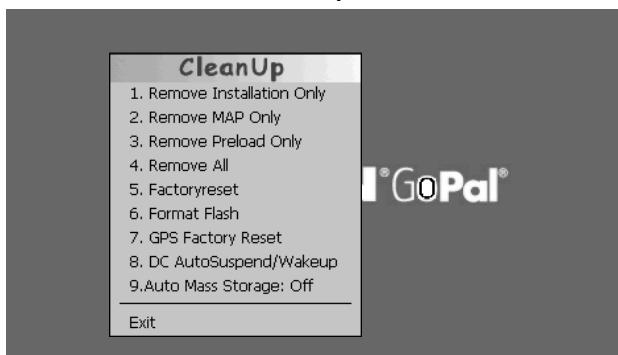 CleanUp
1. Remove Installation Only
2. Remove MAP Only
3. Remove Preload Only
4. Remove All
5. Factoryreset
6. Format Flash
7. GPS Factory Reset
8. DC AutoSuspend/Wakeup
9.Auto Mass Storage: Off
Exit
®GoPal®